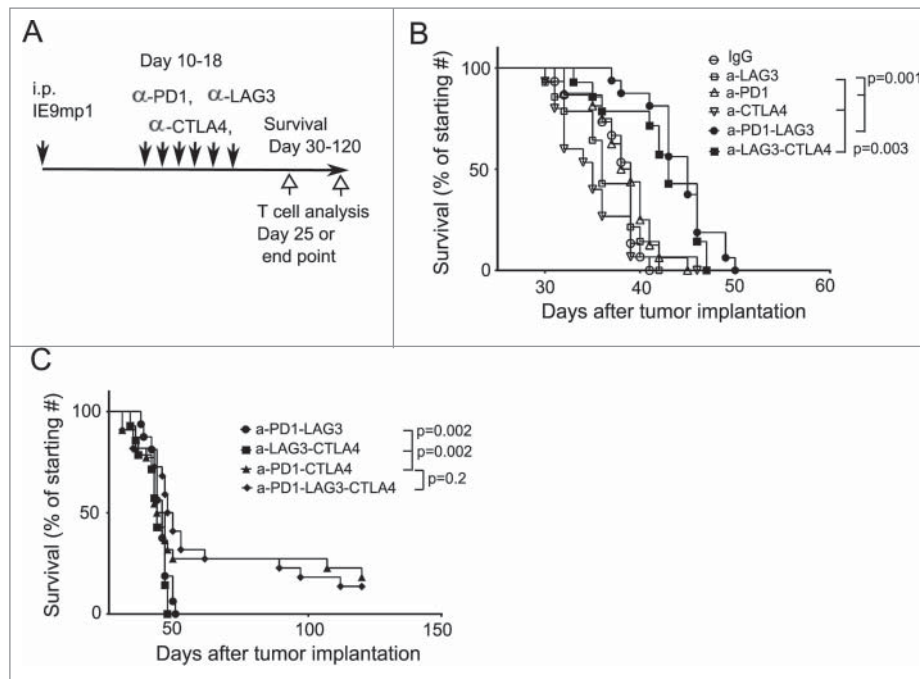 A
Day 10-18
i.p.
IE9mp1
α-PD1, α-LAG3
α-CTLA4,
Survival
Day 30-120
T cell analysis
Day 25 or
end point
B
Survival (% of starting #)
100
50
0
30 40 50 60
Days after tumor implantation
IgG
a-LAG3
a-PD1
a-CTLA4
a-PD1-LAG3
a-LAG3-CTLA4
p=0.001
p=0.003
C
Survival (% of starting #)
100
50
0
50 100 150
Days after tumor implantation
a-PD1-LAG3
a-LAG3-CTLA4
a-PD1-CTLA4
a-PD1-LAG3-CTLA4
p=0.002
p=0.002
p=0.2